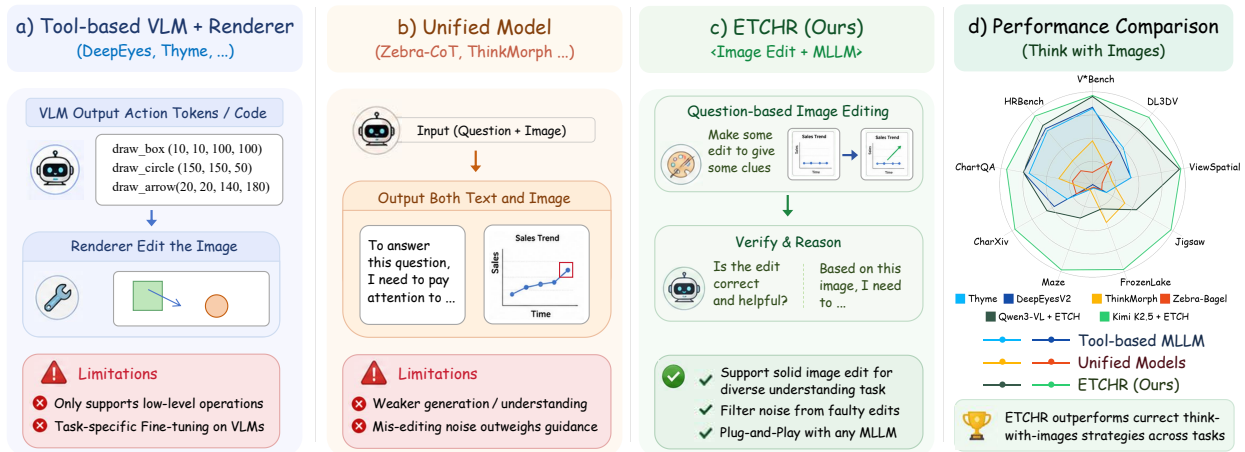 a) Tool-based VLM + Renderer
(DeepEyes, Thyme, ...)
VLM Output Action Tokens / Code
draw_box (10, 10, 100, 100)
draw_circle (150, 150, 50)
draw_arrow(20, 20, 140, 180)
Renderer Edit the Image
Limitations
Only supports low-level operations
Task-specific Fine-tuning on VLMs
b) Unified Model
(Zebra-CoT, ThinkMorph ...)
Input (Question + Image)
Output Both Text and Image
To answer
this question,
I need to pay
attention to ...
Sales Trend
Sales
Time
Limitations
Weaker generation / understanding
Mis-editing noise outweighs guidance
c) ETCHR (Ours)
<Image Edit + MLLM>
Question-based Image Editing
Make some
edit to give
some clues
Sales Trend
Sales
Time
Sales Trend
Sales
Time
Verify & Reason
Is the edit
correct
and helpful?
Based on this
image, I need
to ...
Support solid image edit for
diverse understanding task
Filter noise from faulty edits
Plug-and-Play with any MLLM
d) Performance Comparison
(Think with Images)
V*Bench
HRBench
DL3DV
ChartQA
ViewSpatial
CharXiv
Jigsaw
Maze
FrozenLake
Thyme
DeepEyesV2
ThinkMorph
Zebra-Bagel
Qwen3-VL + ETCH
Kimi K2.5 + ETCH
Tool-based MLLM
Unified Models
ETCHR (Ours)
ETCHR outperforms currect think-
with-images strategies across tasks